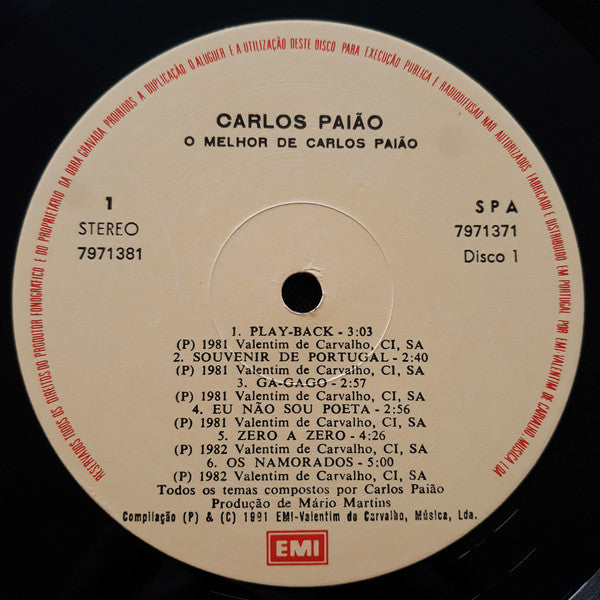 RESERVADOS TODOS OS DIREITOS DO PRODUTOR FONOGRÁFICO E DO PROPRIETÁRIO DA OBRA GRAVADA PROIBIDOS A DUPLICAÇÃO O ALUGUER E A UTILIZAÇÃO DESTE DISCO PARA EXECUÇÃO PUBLICA E RADIODIFUSAO NAO AUTORIZADOS FABRICADO E DISTRIBUIDO EM PORTUGAL POR EMI VALENTIM DE CARVALHO, MUSICA, LDA
CARLOS PAIÃO
O MELHOR DE CARLOS PAIÃO
1
STEREO
7971381
SPA
7971371
Disco 1
1. PLAY-BACK - 3:03
(P) 1981 Valentim de Carvalho, CI, SA
2. SOUVENIR DE PORTUGAL - 2:40
(P) 1981 Valentim de Carvalho, CI, SA
3. GA-GAGO - 2:57
(P) 1981 Valentim de Carvalho, CI, SA
4. EU NÃO SOU POETA - 2:56
(P) 1981 Valentim de Carvalho, CI, SA
5. ZERO A ZERO - 4:26
(P) 1982 Valentim de Carvalho, CI, SA
6. OS NAMORADOS - 5:00
(P) 1982 Valentim de Carvalho, CI, SA
Todos os temas compostos por Carlos Paião
Produção de Mário Martins
Compilação (P) & (C) 1991 EMI-Valentim de Carvalho, Música, Lda.
EMI